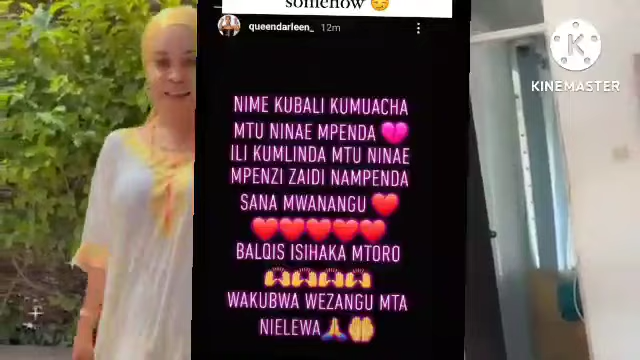 somehow 😏
queendarleen_ 12m
KINEMASTER
NIME KUBALI KUMUACHA
MTU NINAE MPENDA 💔
ILI KUMLINDA MTU NINAE
MPENZI ZAIDI NAMPENDA
SANA MWANANGU ❤️
❤️❤️❤️❤️❤️
BALQIS ISIHAKA MTORO
🙌🙌🙌🙌
WAKUBWA WEZANGU MTA
NIELEWA🙏🤲